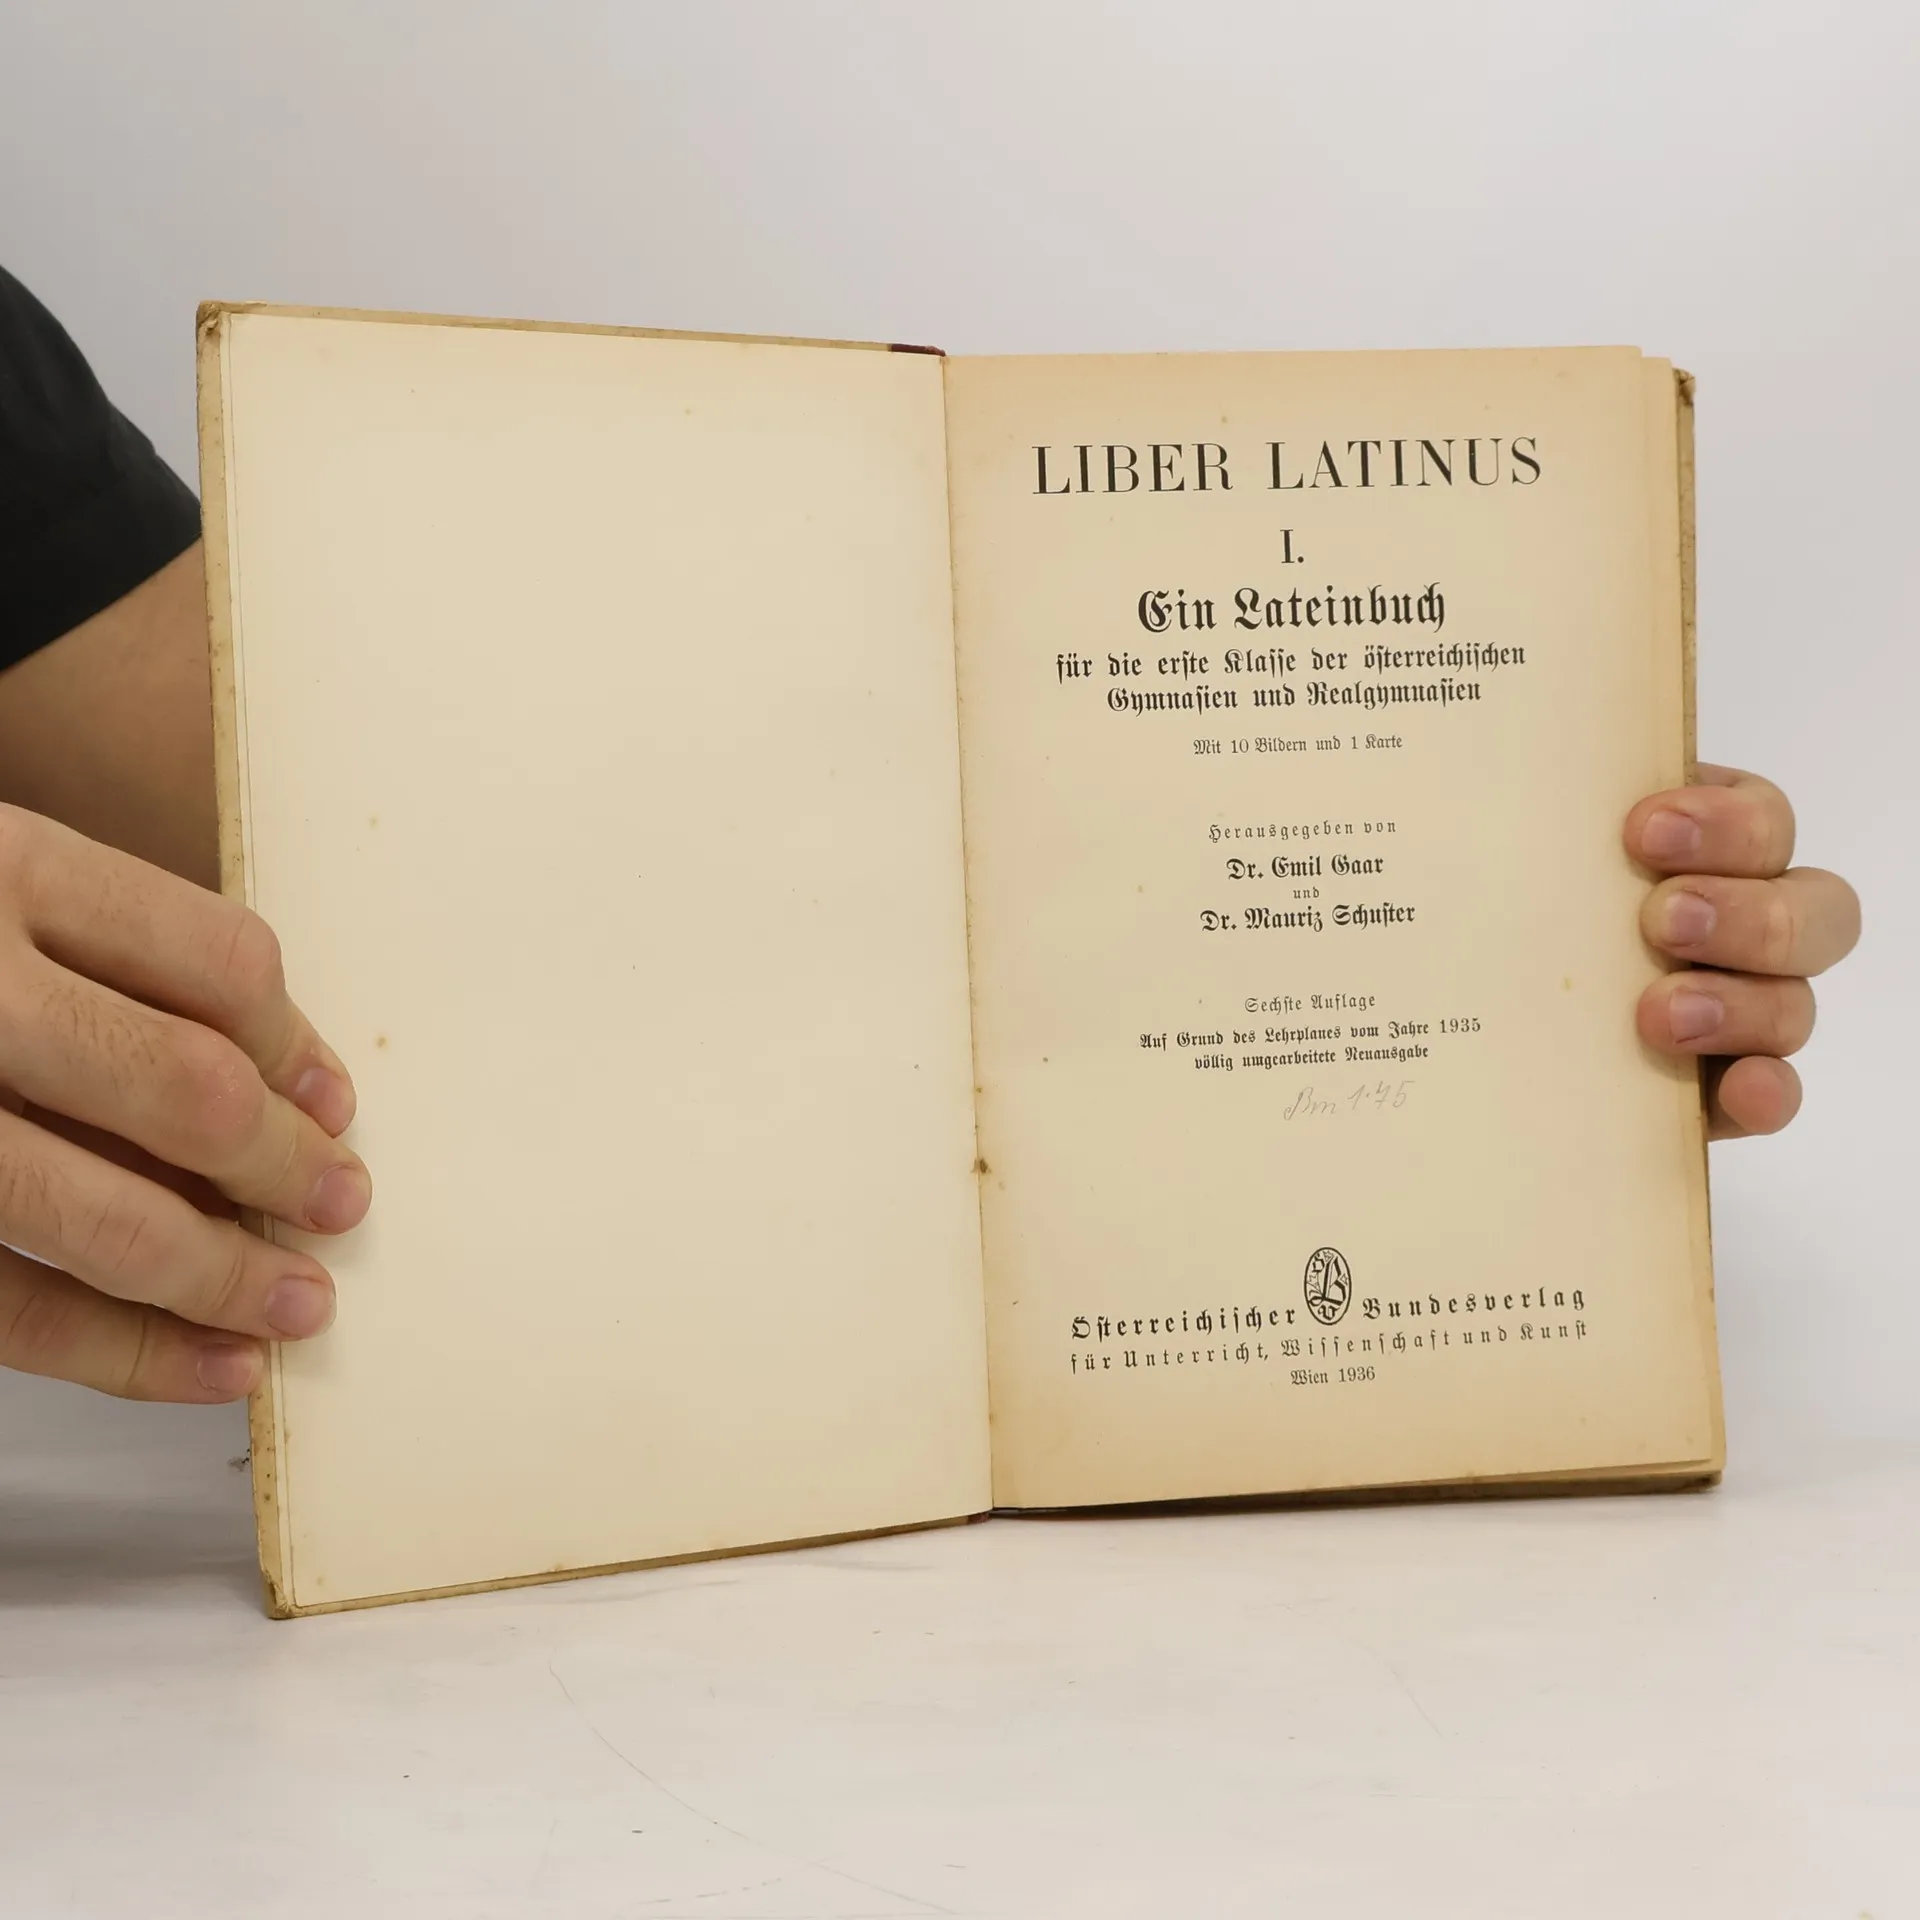 LIBER LATINUS
I.
Ein Lateinbuch
für die erſte Klaſſe der öſterreichiſchen
Gymnaſien und Realgymnaſien
Mit 10 Bildern und 1 Karte
Herausgegeben von
Dr. Emil Gaar
und
Dr. Mauriz Schuſter
Sechſte Auflage
Auf Grund des Lehrplanes vom Jahre 1935
völlig umgearbeitete Neuausgabe
1·75
Öſterreichiſcher Bundesverlag
für Unterricht, Wiſſenſchaft und Kunſt
Wien 1936